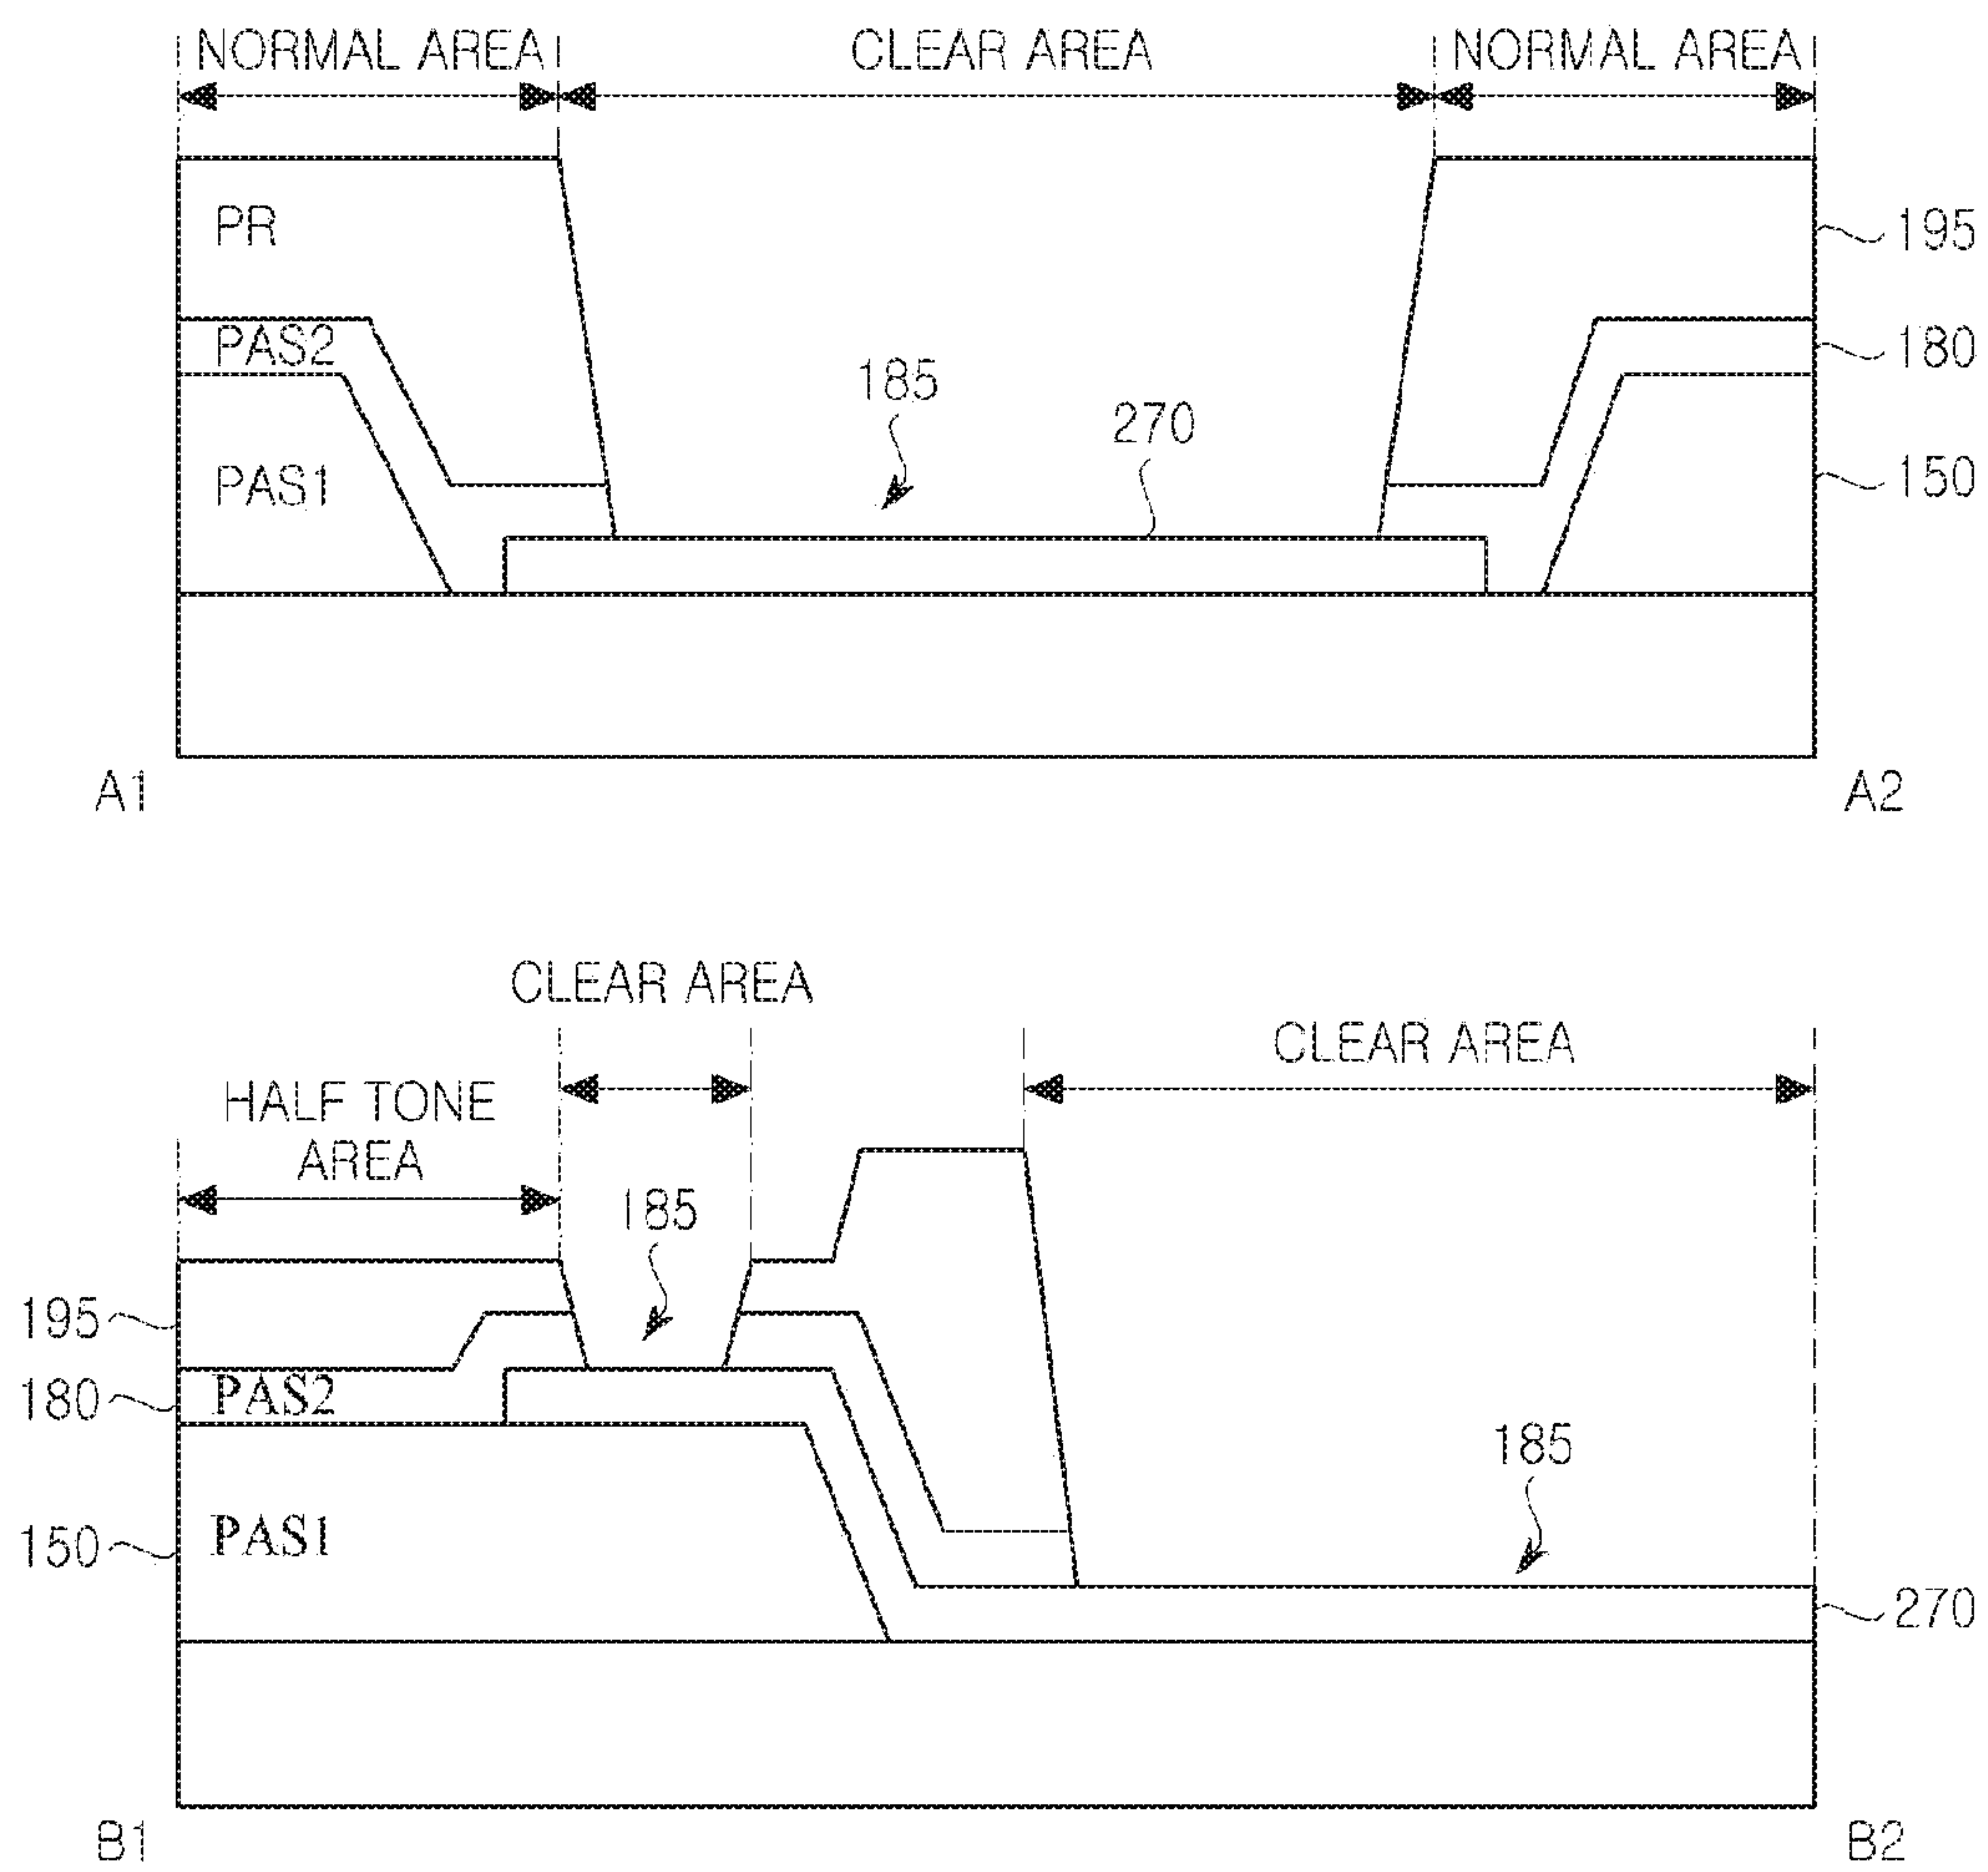 NORMAL AREA CLEAR AREA NORMAL AREA
PR
195
PAS2
180
185
270
PAS1
150
A1 A2
CLEAR AREA
CLEAR AREA
HALF TONE
AREA
185
195
180 PAS2
185
150 PAS1
270
B1 B2